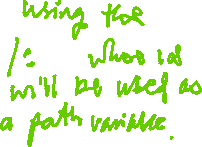 using the
/: whose id
will be used as
a path variable.